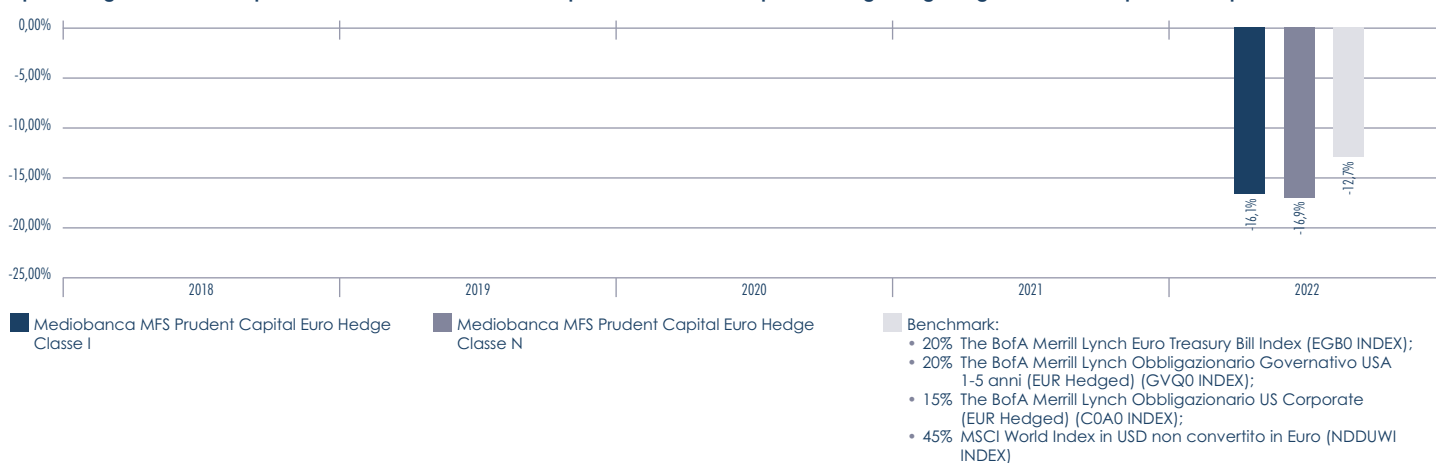 0,00%
-5,00%
-10,00%
-15,00%
-20,00%
-25,00%
-16,1%
-16,9%
-12,7%
2018
2019
2020
2021
2022
Mediobanca MFS Prudent Capital Euro Hedge
Classe I
Mediobanca MFS Prudent Capital Euro Hedge
Classe N
Benchmark:
• 20% The BofA Merrill Lynch Euro Treasury Bill Index (EGB0 INDEX);
• 20% The BofA Merrill Lynch Obbligazionario Governativo USA
1-5 anni (EUR Hedged) (GVQ0 INDEX);
• 15% The BofA Merrill Lynch Obbligazionario US Corporate
(EUR Hedged) (C0A0 INDEX);
• 45% MSCI World Index in USD non convertito in Euro (NDDUWI
INDEX)